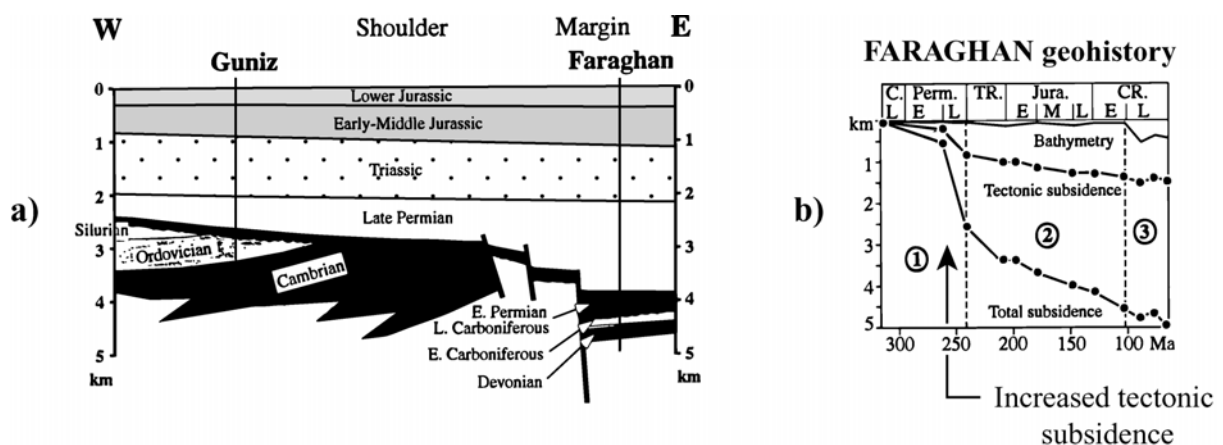 W Shoulder Margin E
Guniz Faraghan
0 0
Lower Jurassic
Early-Middle Jurassic
1 1
Triassic
2 2
Late Permian
Silurian
Ordovician
3 3
Cambrian
4 4
E. Permian
L. Carboniferous
E. Carboniferous
5 5
Devonian
km km
a)
FARAGHAN geohistory
C. Perm. TR. Jura. CR.
L E L E M L E L
km
Bathymetry
1
Tectonic subsidence
2
3
1 2 3
4
Total subsidence
5
300 250 200 150 100 Ma
b)
Increased tectonic
subsidence